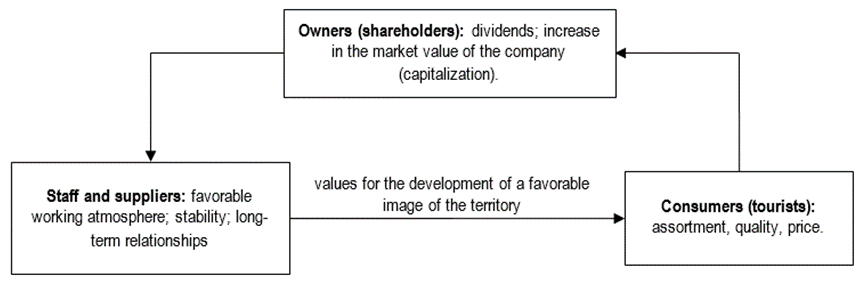 Owners (shareholders): dividends; increase
in the market value of the company
(capitalization).
Staff and suppliers: favorable
working atmosphere; stability; long-
term relationships
values for the development of a favorable
image of the territory
Consumers (tourists):
assortment, quality, price.